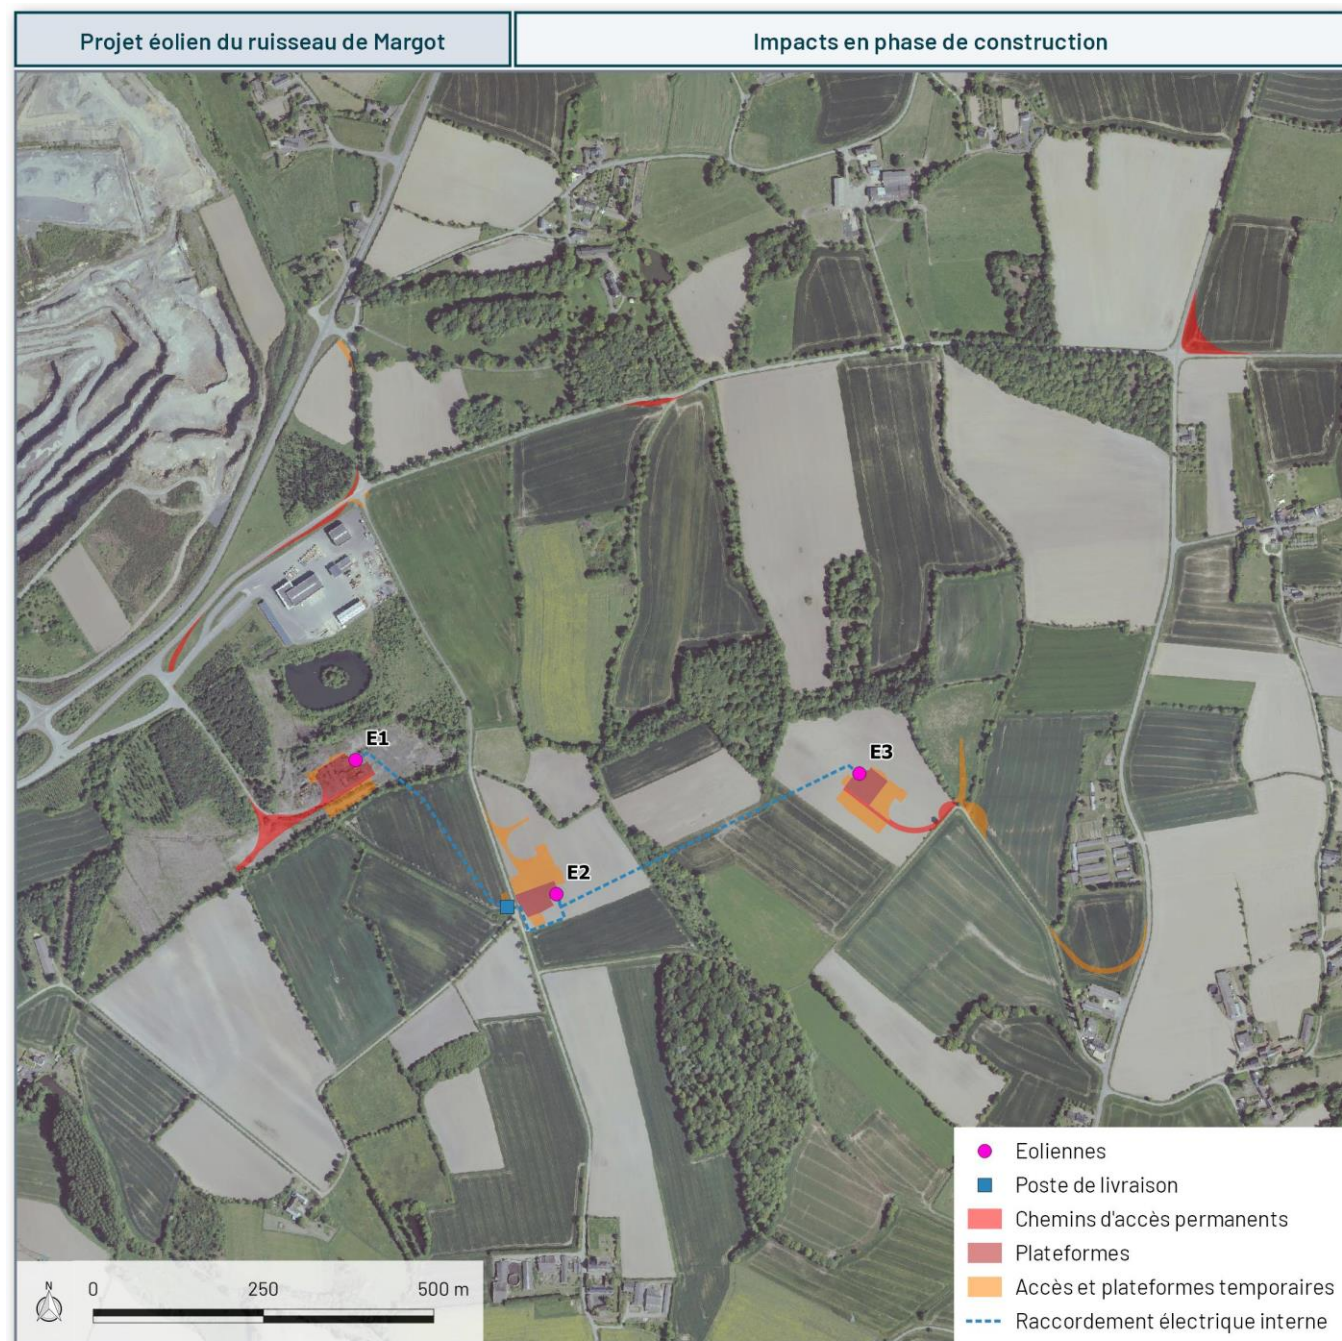 Projet éolien du ruisseau de Margot
Impacts en phase de construction
E1
E3
E2
Eoliennes
Poste de livraison
Chemins d'accès permanents
Plateformes
Accès et plateformes temporaires
Raccordement électrique interne
N
0 250 500 m